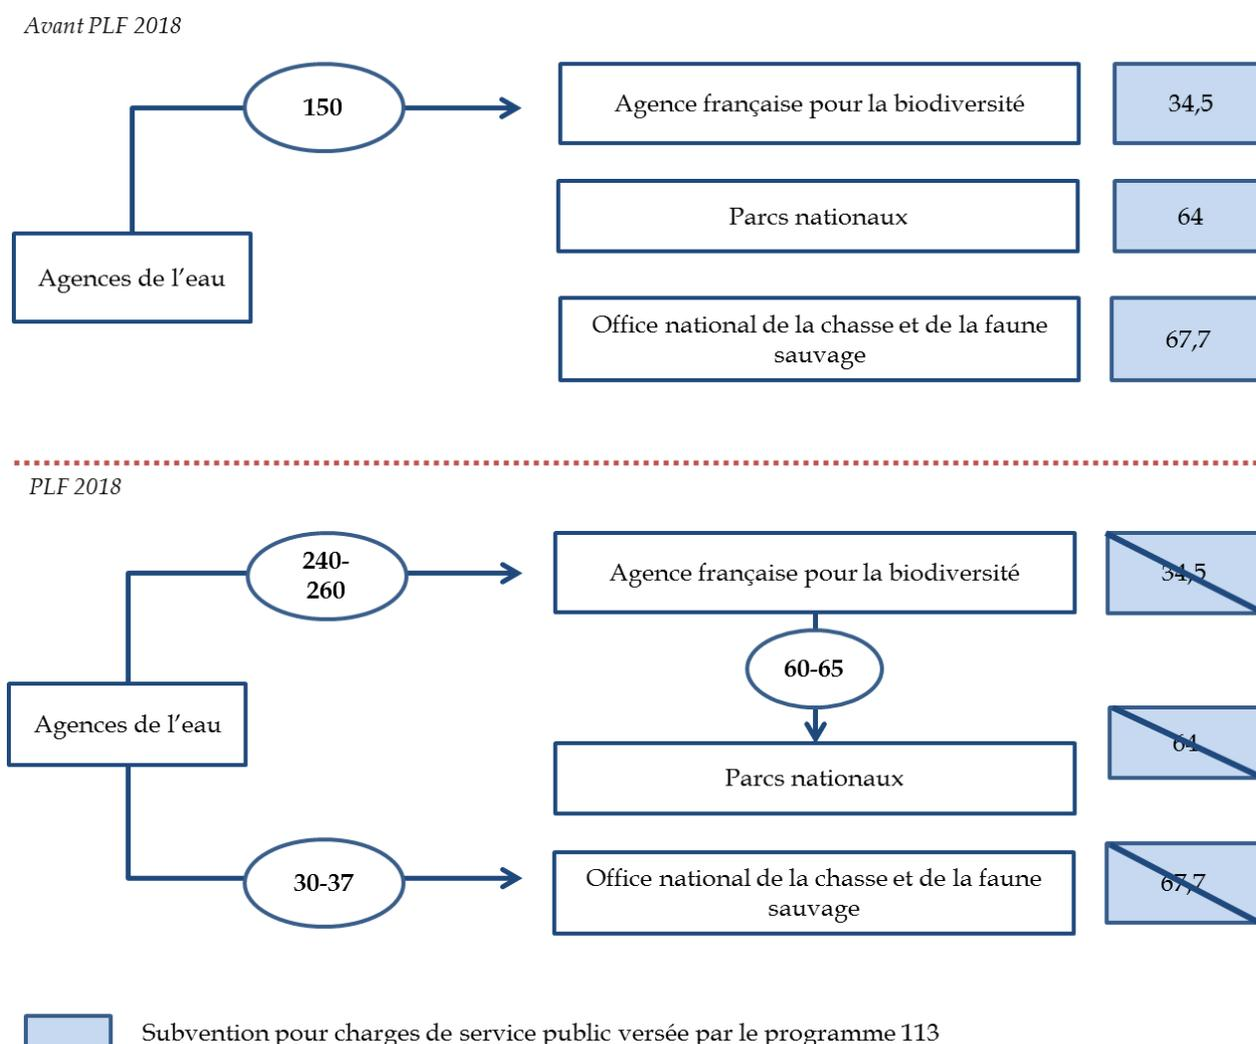 Avant PLF 2018
150
Agence française pour la biodiversité
34,5
Parcs nationaux
64
Agences de l’eau
Office national de la chasse et de la faune
sauvage
67,7
PLF 2018
240-
260
Agence française pour la biodiversité
34,5
60-65
Agences de l’eau
64
Parcs nationaux
30-37
Office national de la chasse et de la faune
sauvage
67,7
Subvention pour charges de service public versée par le programme 113